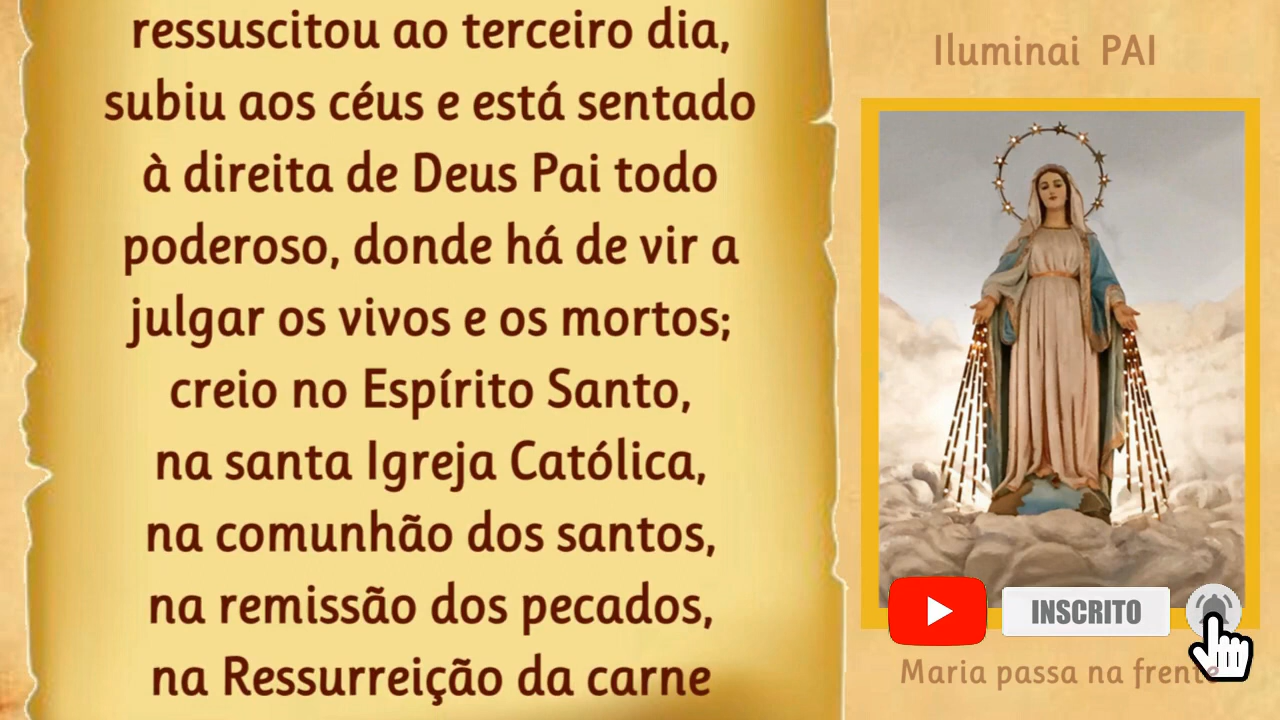 ressuscitou ao terceiro dia,
subiu aos céus e está sentado
à direita de Deus Pai todo
poderoso, donde há de vir a
julgar os vivos e os mortos;
creio no Espírito Santo,
na santa Igreja Católica,
na comunhão dos santos,
na remissão dos pecados,
na Ressurreição da carne
Iluminai PAI
INSCRITO
Maria passa na frente